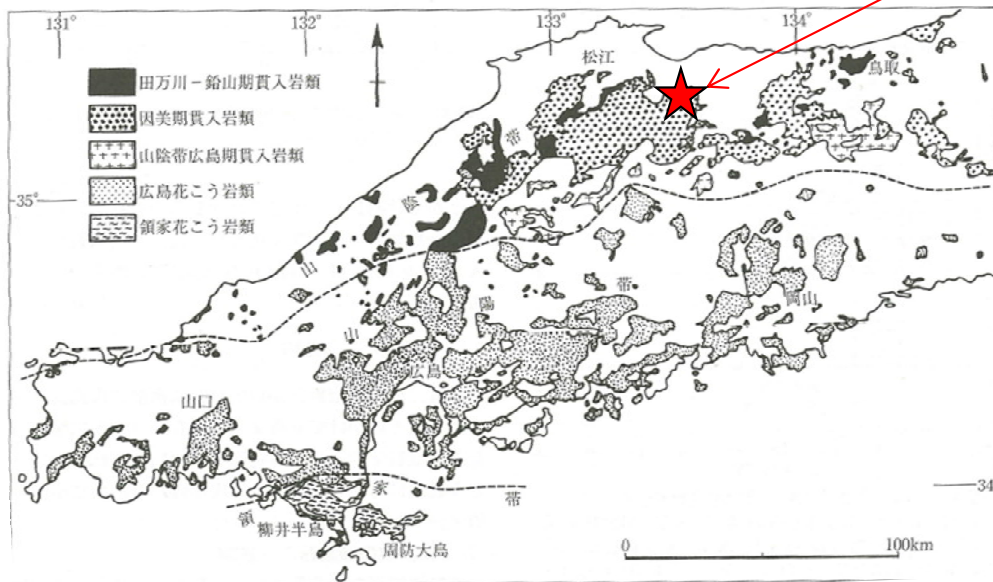 131°
132°
133°
134°
松江
鳥取
田万川－鉛山期貫入岩類
因美期貫入岩類
山陰帯広島期貫入岩類
広島花こう岩類
領家花こう岩類
35°
山陰帯
山陽帯
岡山
広島
山口
34°
領家帯
柳井半島
周防大島
0
100km